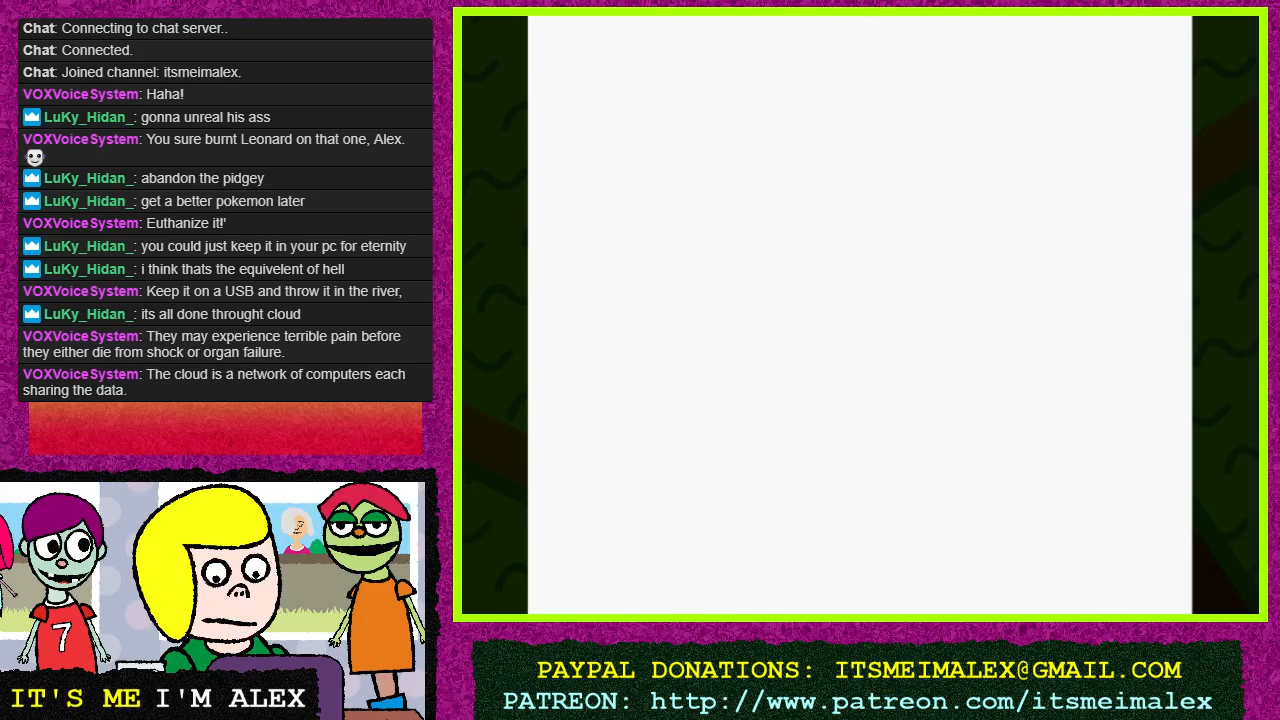 Chat: Connecting to chat server..
Chat: Connected.
Chat: Joined channel: itsmeimalex.
VOXVoiceSystem: Haha!
LuKy_Hidan_: gonna unreal his ass
VOXVoiceSystem: You sure burnt Leonard on that one, Alex.
LuKy_Hidan_: abandon the pidgey
LuKy_Hidan_: get a better pokemon later
VOXVoiceSystem: Euthanize it!'
LuKy_Hidan_: you could just keep it in your pc for eternity
LuKy_Hidan_: i think thats the equivelent of hell
VOXVoiceSystem: Keep it on a USB and throw it in the river,
LuKy_Hidan_: its all done throught cloud
VOXVoiceSystem: They may experience terrible pain before
they either die from shock or organ failure.
VOXVoiceSystem: The cloud is a network of computers each
sharing the data.
7
IT'S ME I'M ALEX
PAYPAL DONATIONS: ITSMEIMALEX@GMAIL.COM
PATREON: http://www.patreon.com/itsmeimalex